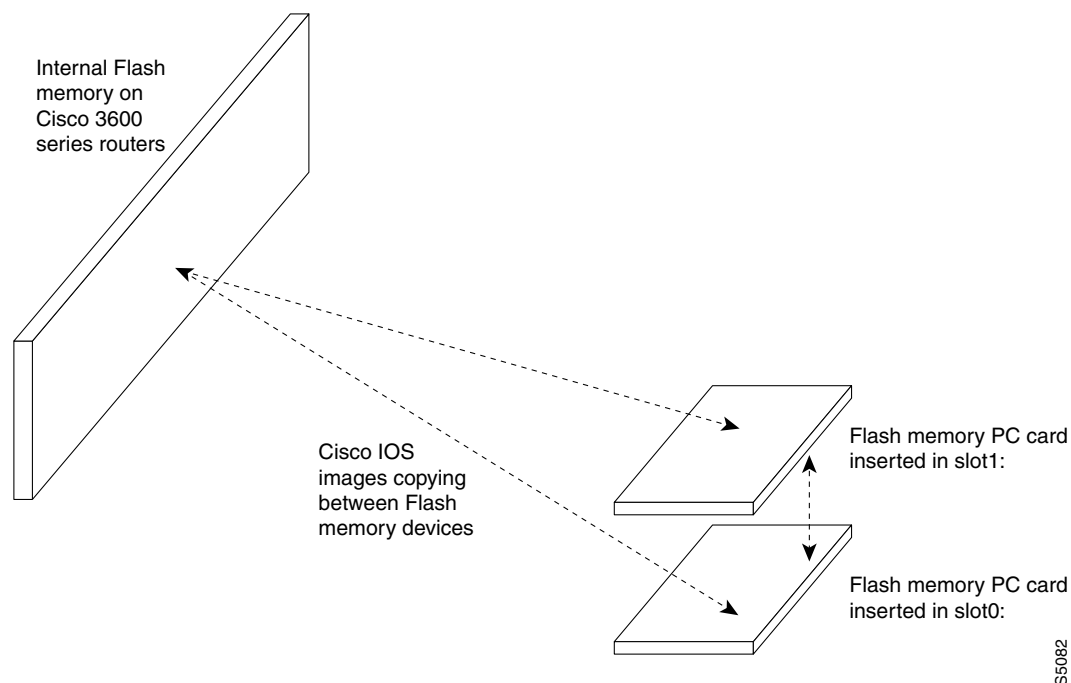 Internal Flash
memory on
Cisco 3600
series routers
Cisco IOS
images copying
between Flash
memory devices
Flash memory PC card
inserted in slot1:
Flash memory PC card
inserted in slot0:
S5082